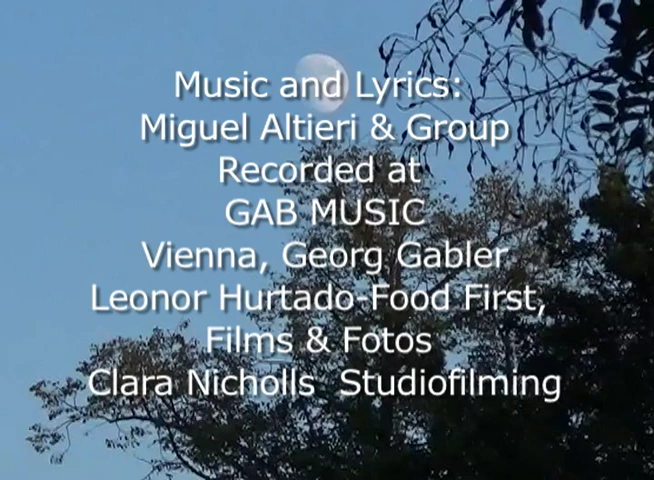 Music and Lyrics:
Miguel Altieri & Group
Recorded at
GAB MUSIC
Vienna, Georg Gabler
Leonor Hurtado-Food First,
Films & Fotos
Clara Nicholls  Studiofilming